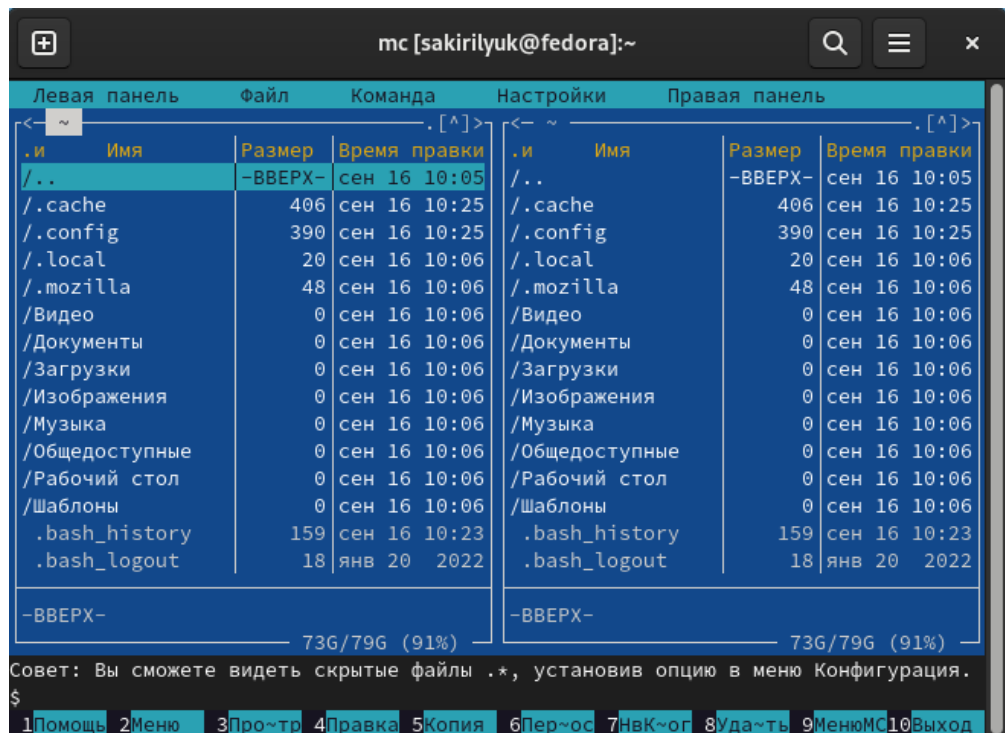 mc [sakirilyuk@fedora]:~
Левая панель Файл Команда Настройки Правая панель
<— ~ .[^]> <— ~ .[^]>
.и Имя Размер Время правки .и Имя Размер Время правки
/.. -ВВЕРХ- сен 16 10:05 /.. -ВВЕРХ- сен 16 10:05
/.cache 406 сен 16 10:25 /.cache 406 сен 16 10:25
/.config 390 сен 16 10:25 /.config 390 сен 16 10:25
/.local 20 сен 16 10:06 /.local 20 сен 16 10:06
/.mozilla 48 сен 16 10:06 /.mozilla 48 сен 16 10:06
/Видео 0 сен 16 10:06 /Видео 0 сен 16 10:06
/Документы 0 сен 16 10:06 /Документы 0 сен 16 10:06
/Загрузки 0 сен 16 10:06 /Загрузки 0 сен 16 10:06
/Изображения 0 сен 16 10:06 /Изображения 0 сен 16 10:06
/Музыка 0 сен 16 10:06 /Музыка 0 сен 16 10:06
/Общедоступные 0 сен 16 10:06 /Общедоступные 0 сен 16 10:06
/Рабочий стол 0 сен 16 10:06 /Рабочий стол 0 сен 16 10:06
/Шаблоны 0 сен 16 10:06 /Шаблоны 0 сен 16 10:06
.bash_history 159 сен 16 10:23 .bash_history 159 сен 16 10:23
.bash_logout 18 янв 20 2022 .bash_logout 18 янв 20 2022
-ВВЕРХ- -ВВЕРХ-
73G/79G (91%) 73G/79G (91%)
Совет: Вы сможете видеть скрытые файлы .*, установив опцию в меню Конфигурация.
$
1Помощь 2Меню 3Про~тр 4Правка 5Копия 6Пер~ос 7НвК~ог 8Уда~ть 9МенюMC 10Выход